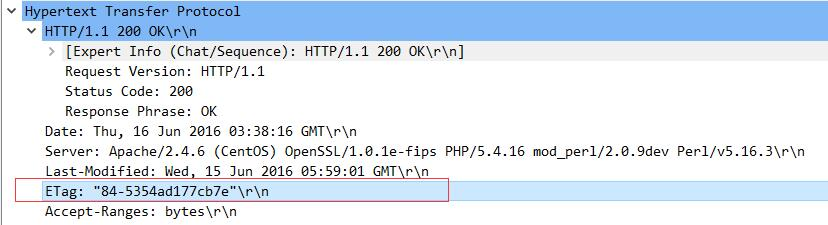 Hypertext Transfer Protocol
HTTP/1.1 200 OK\r\n
[Expert Info (Chat/Sequence): HTTP/1.1 200 OK\r\n]
Request Version: HTTP/1.1
Status Code: 200
Response Phrase: OK
Date: Thu, 16 Jun 2016 03:38:16 GMT\r\n
Server: Apache/2.4.6 (CentOS) OpenSSL/1.0.1e-fips PHP/5.4.16 mod_perl/2.0.9dev Perl/v5.16.3\r\n
Last-Modified: Wed, 15 Jun 2016 05:59:01 GMT\r\n
ETag: "84-5354ad177cb7e"\r\n
Accept-Ranges: bytes\r\n